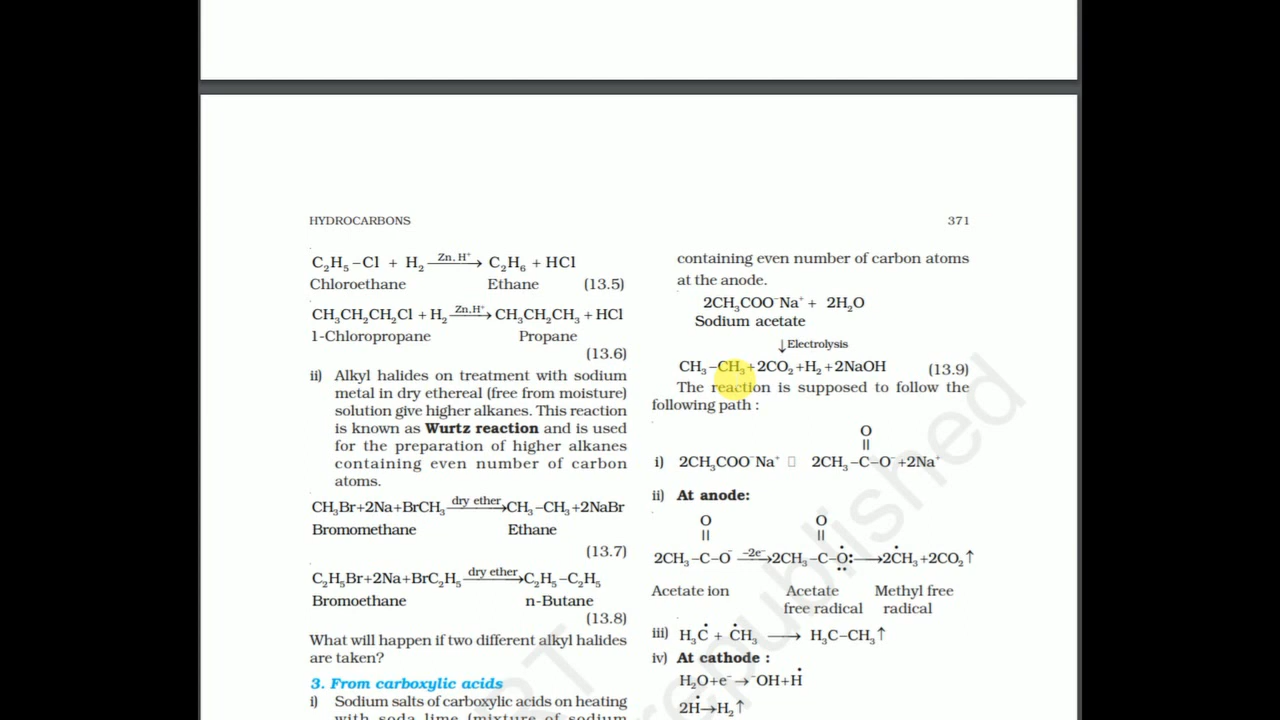 HYDROCARBONS 371
C₂H₅–Cl + H₂ —Zn, H⁺→ C₂H₆ + HCl
Chloroethane Ethane (13.5)
CH₃CH₂CH₂Cl + H₂ —Zn,H⁺→ CH₃CH₂CH₃ + HCl
1-Chloropropane Propane
(13.6)
ii) Alkyl halides on treatment with sodium
metal in dry ethereal (free from moisture)
solution give higher alkanes. This reaction
is known as Wurtz reaction and is used
for the preparation of higher alkanes
containing even number of carbon
atoms.
CH₃Br+2Na+BrCH₃ —dry ether→ CH₃–CH₃+2NaBr
Bromomethane Ethane
(13.7)
C₂H₅Br+2Na+BrC₂H₅ —dry ether→ C₂H₅–C₂H₅
Bromoethane n-Butane
(13.8)
What will happen if two different alkyl halides
are taken?
3. From carboxylic acids
i) Sodium salts of carboxylic acids on heating
with soda lime (mixture of sodium
containing even number of carbon atoms
at the anode.
2CH₃COO⁻Na⁺ + 2H₂O
Sodium acetate
↓Electrolysis
CH₃–CH₃+2CO₂+H₂+2NaOH (13.9)
The reaction is supposed to follow the
following path :
O
||
i) 2CH₃COO⁻Na⁺ ▯ 2CH₃–C–O⁻+2Na⁺
ii) At anode:
O O
|| ||
2CH₃–C–O⁻ —–2e⁻→ 2CH₃–C–Ȯ: ⟶ 2ĊH₃+2CO₂↑
Acetate ion Acetate Methyl free
free radical radical
iii) H₃Ċ + ĊH₃ ⟶ H₃C–CH₃↑
iv) At cathode :
H₂O+e⁻→⁻OH+Ḣ
2Ḣ→H₂↑